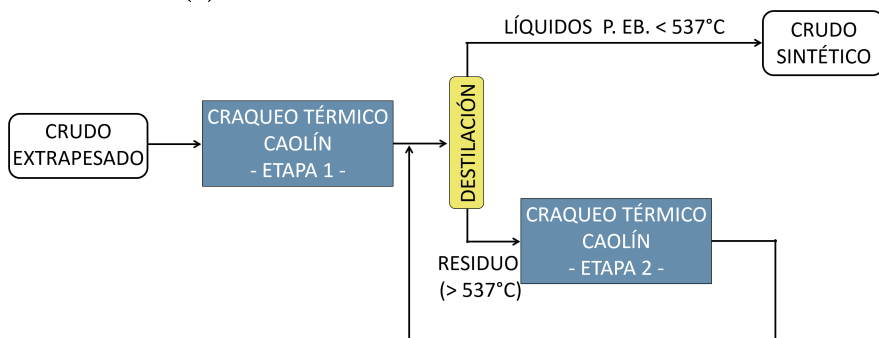 LÍQUIDOS P. EB. < 537°C
CRUDO
SINTÉTICO
CRUDO
EXTRAPESADO
CRAQUEO TÉRMICO
CAOLÍN
- ETAPA 1 -
DESTILACIÓN
CRAQUEO TÉRMICO
CAOLÍN
- ETAPA 2 -
RESIDUO
(> 537°C)